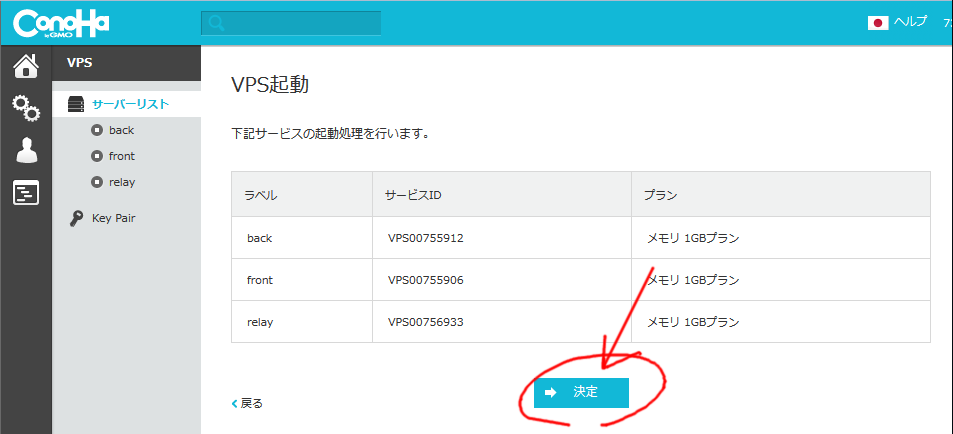 ConoHa
by GMO
ヘルプ
VPS
サーバーリスト
back
front
relay
Key Pair
VPS起動
下記サービスの起動処理を行います。
ラベル サービスID プラン
back VPS00755912 メモリ 1GBプラン
front VPS00755906 メモリ 1GBプラン
relay VPS00756933 メモリ 1GBプラン
戻る
決定